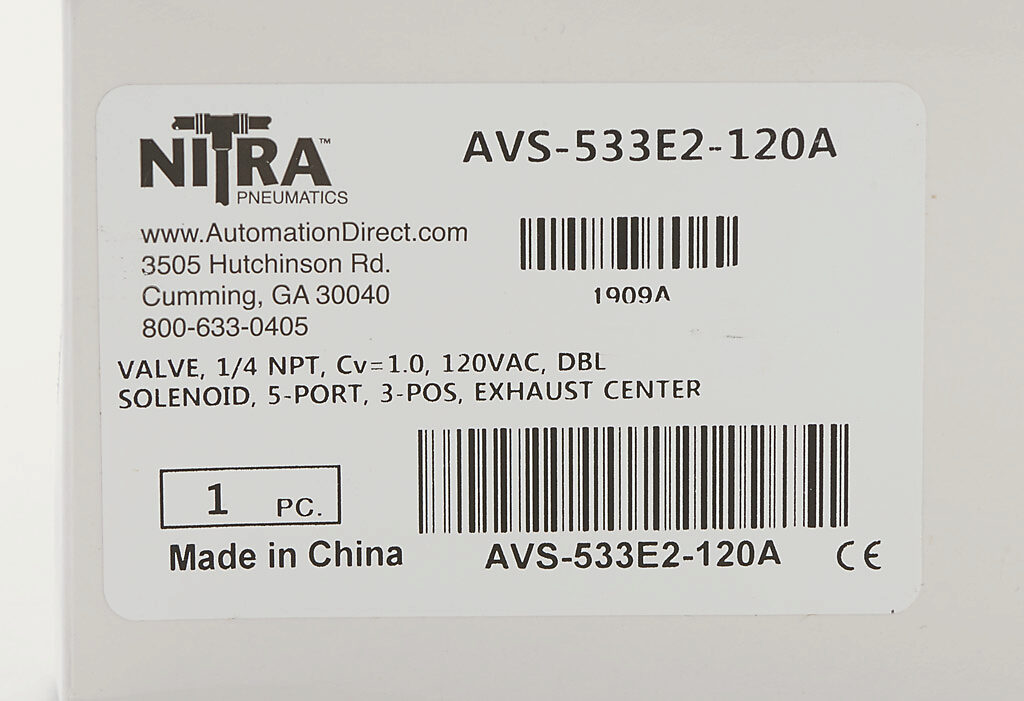 NITRA™
PNEUMATICS
AVS-533E2-120A
www.AutomationDirect.com
3505 Hutchinson Rd.
Cumming, GA 30040
800-633-0405
1909A
VALVE, 1/4 NPT, Cv=1.0, 120VAC, DBL
SOLENOID, 5-PORT, 3-POS, EXHAUST CENTER
1 PC.
Made in China
AVS-533E2-120A
CE